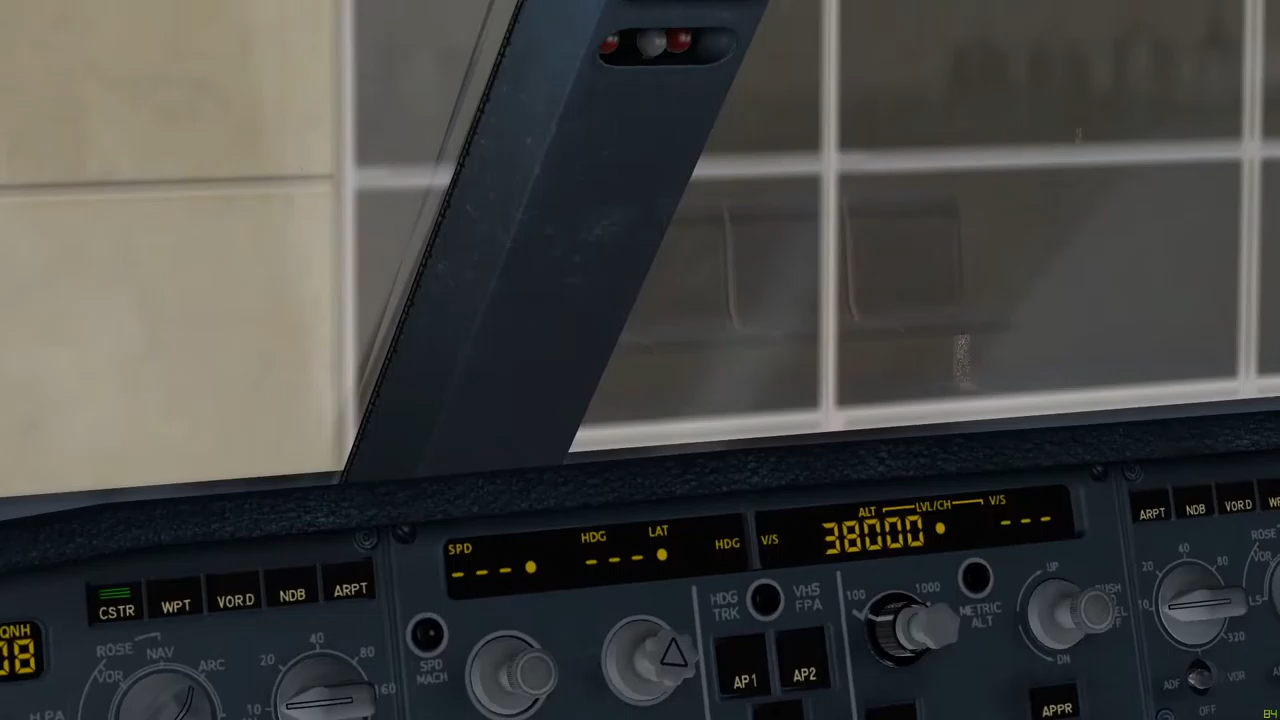 SPD
---
HDG
LAT
---
HDG
V/S
ALT
LVL/CH
V/S
38000
---
QNH
CSTR
WPT
VOR.D
NDB
ARPT
ROSE
VOR
NAV
ARC
10
20
40
80
160
SPD
MACH
HDG
TRK
VHS
FPA
AP1
AP2
100
1000
METRIC
ALT
UP
DN
APPR
ARPT
NDB
VOR.D
20
40
80
320
ROSE
VOR
ADF
VOR
OFF
84